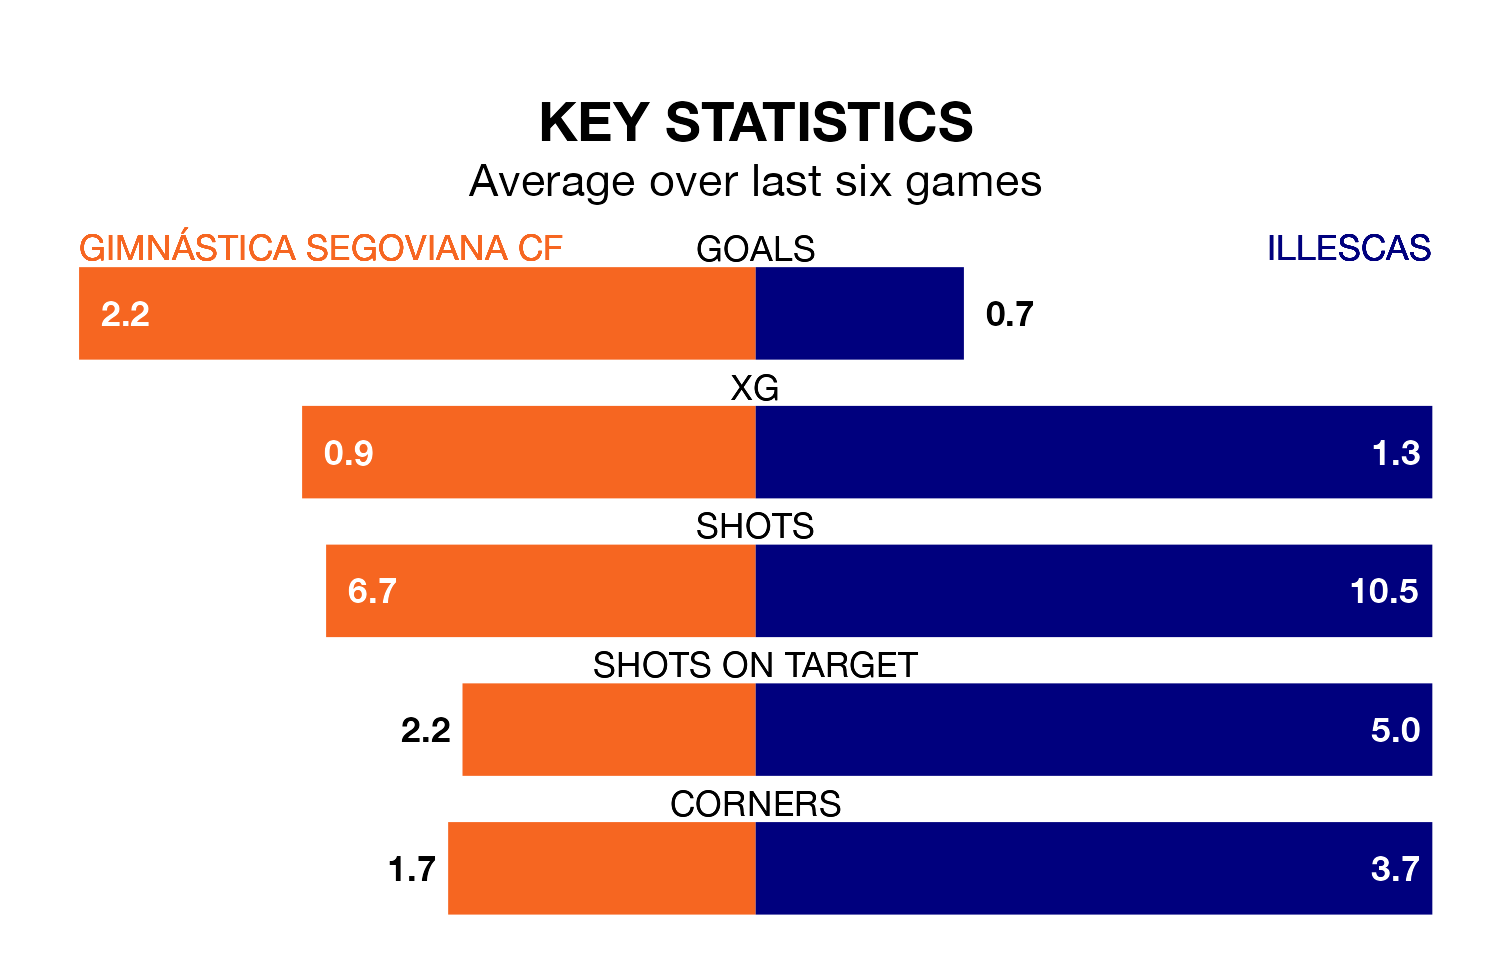 KEY STATISTICS
Average over last six games
GIMNÁSTICA SEGOVIANA CF GOALS ILLESCAS
2.2 0.7
XG
0.9 1.3
SHOTS
6.7 10.5
SHOTS ON TARGET
2.2 5.0
CORNERS
1.7 3.7